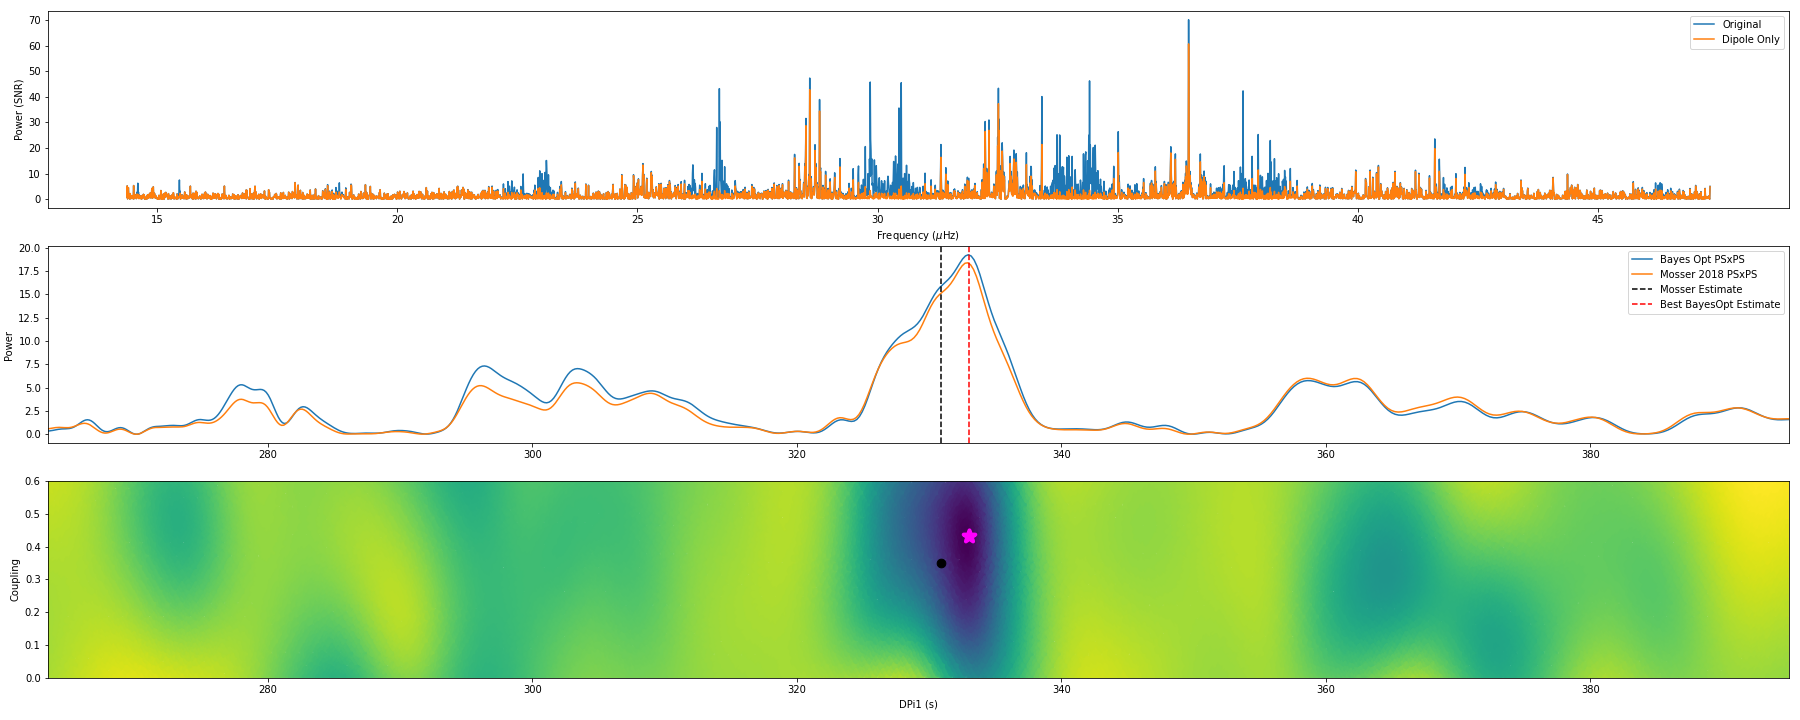 70
60
50
40
30
20
10
0
Power (SNR)
Original
Dipole Only
15 20 25 30 35 40 45
Frequency (μHz)
20.0
17.5
15.0
12.5
10.0
7.5
5.0
2.5
0.0
Power
Bayes Opt PSxPS
Mosser 2018 PSxPS
Mosser Estimate
Best BayesOpt Estimate
280 300 320 340 360 380
0.6
0.5
0.4
0.3
0.2
0.1
0.0
Coupling
280 300 320 340 360 380
DPi1 (s)